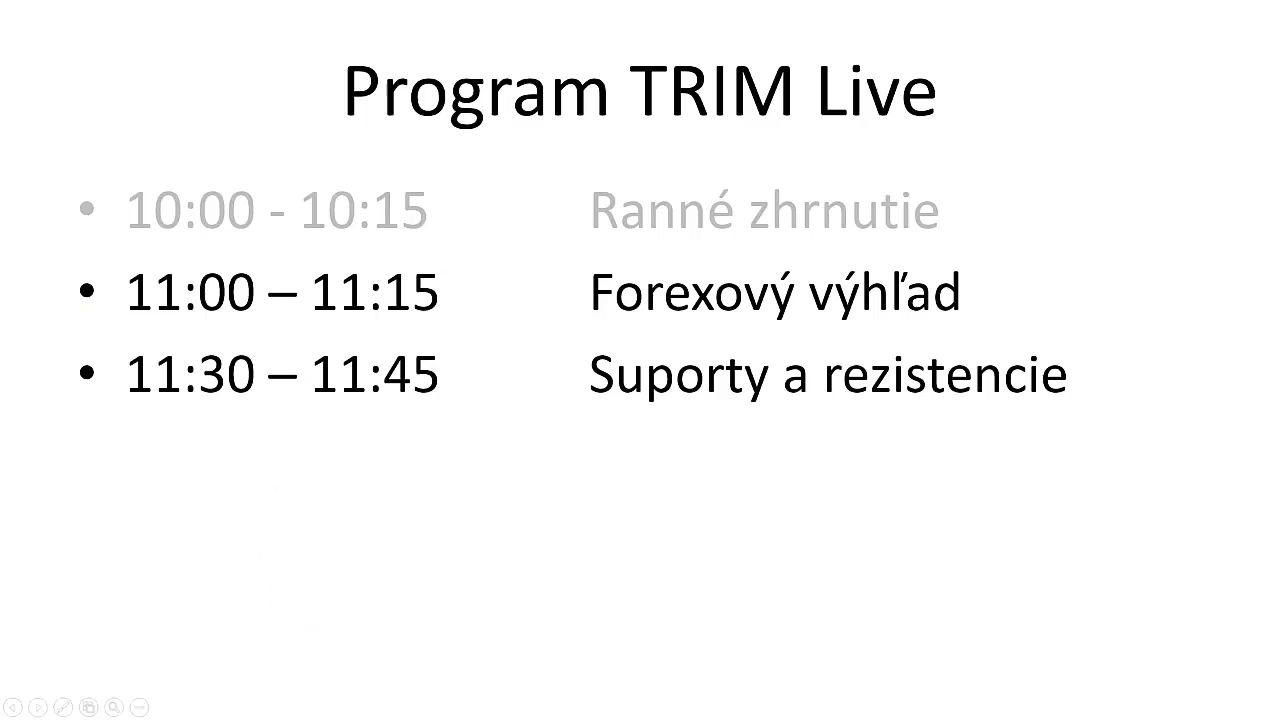 Program TRIM Live
• 10:00 - 10:15 Ranné zhrnutie
• 11:00 – 11:15 Forexový výhľad
• 11:30 – 11:45 Suporty a rezistencie